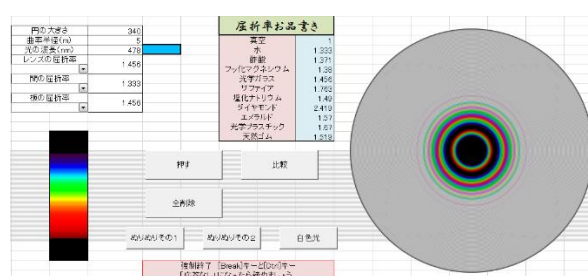 円の大きさ 340
曲率半径(m) 5
光の波長(nm) 478
レンズの屈折率 1.456
間の屈折率 1.333
板の屈折率 1.456
屈折率お品書き
真空 1
水 1.333
酢酸 1.371
フッ化マグネシウム 1.38
光学ガラス 1.456
サファイア 1.763
塩化ナトリウム 1.49
ダイヤモンド 2.419
エメラルド 1.57
光学プラスチック 1.67
天然ゴム 1.519
押す
比較
全削除
ぬりぬりその1
ぬりぬりその2
白色光
強制終了 [Break]キーと[Ctrl]キー